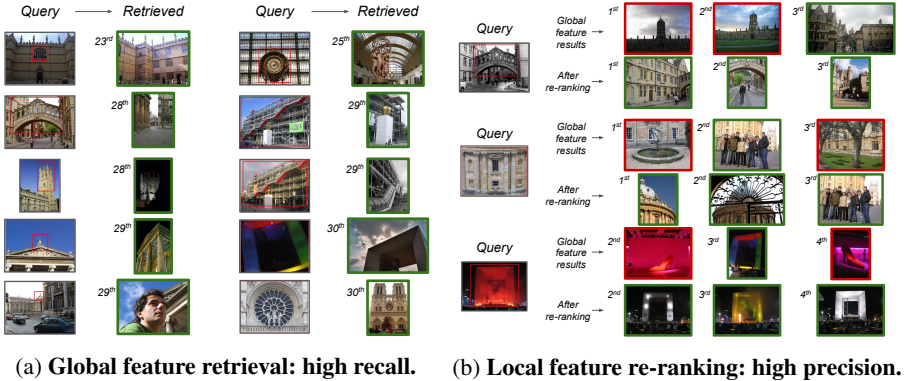 Query Retrieved Query Retrieved
23rd 25th
28th 29th
28th 29th
29th 30th
29th 30th
(a) Global feature retrieval: high recall.
Query
Global feature results
1st 2nd 3rd
After re-ranking
1st 2nd 3rd
Query
Global feature results
1st 2nd 3rd
After re-ranking
1st 2nd 3rd
Query
Global feature results
2nd 3rd 4th
After re-ranking
2nd 3rd 4th
(b) Local feature re-ranking: high precision.